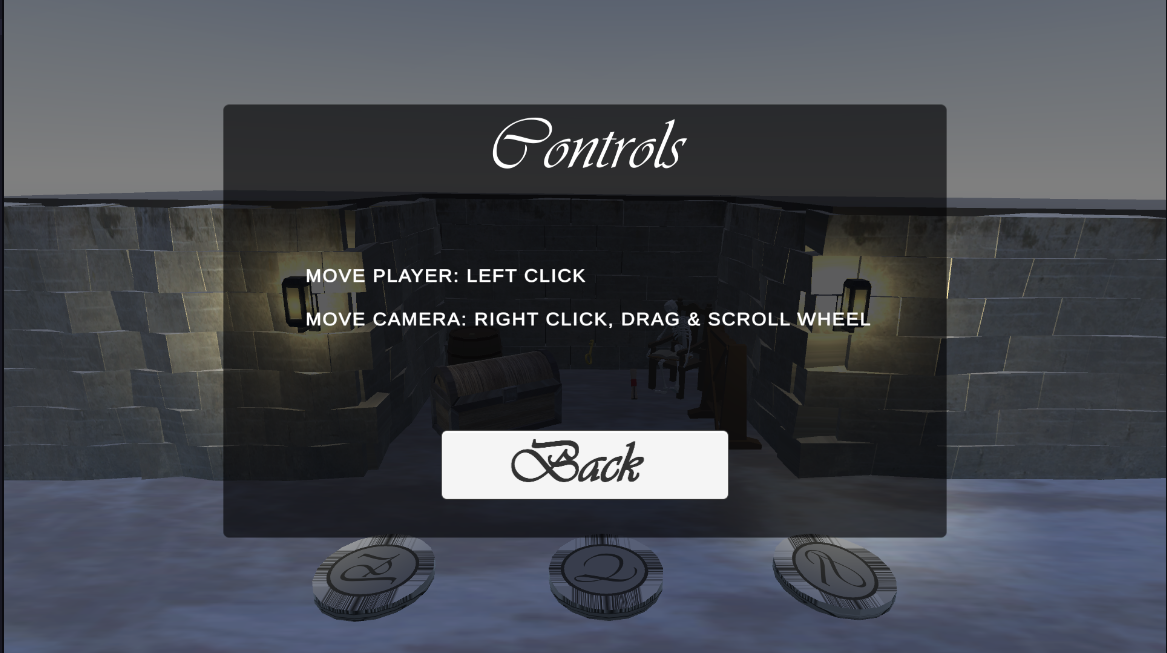 Controls
MOVE PLAYER: LEFT CLICK
MOVE CAMERA: RIGHT CLICK, DRAG & SCROLL WHEEL
Back
Q